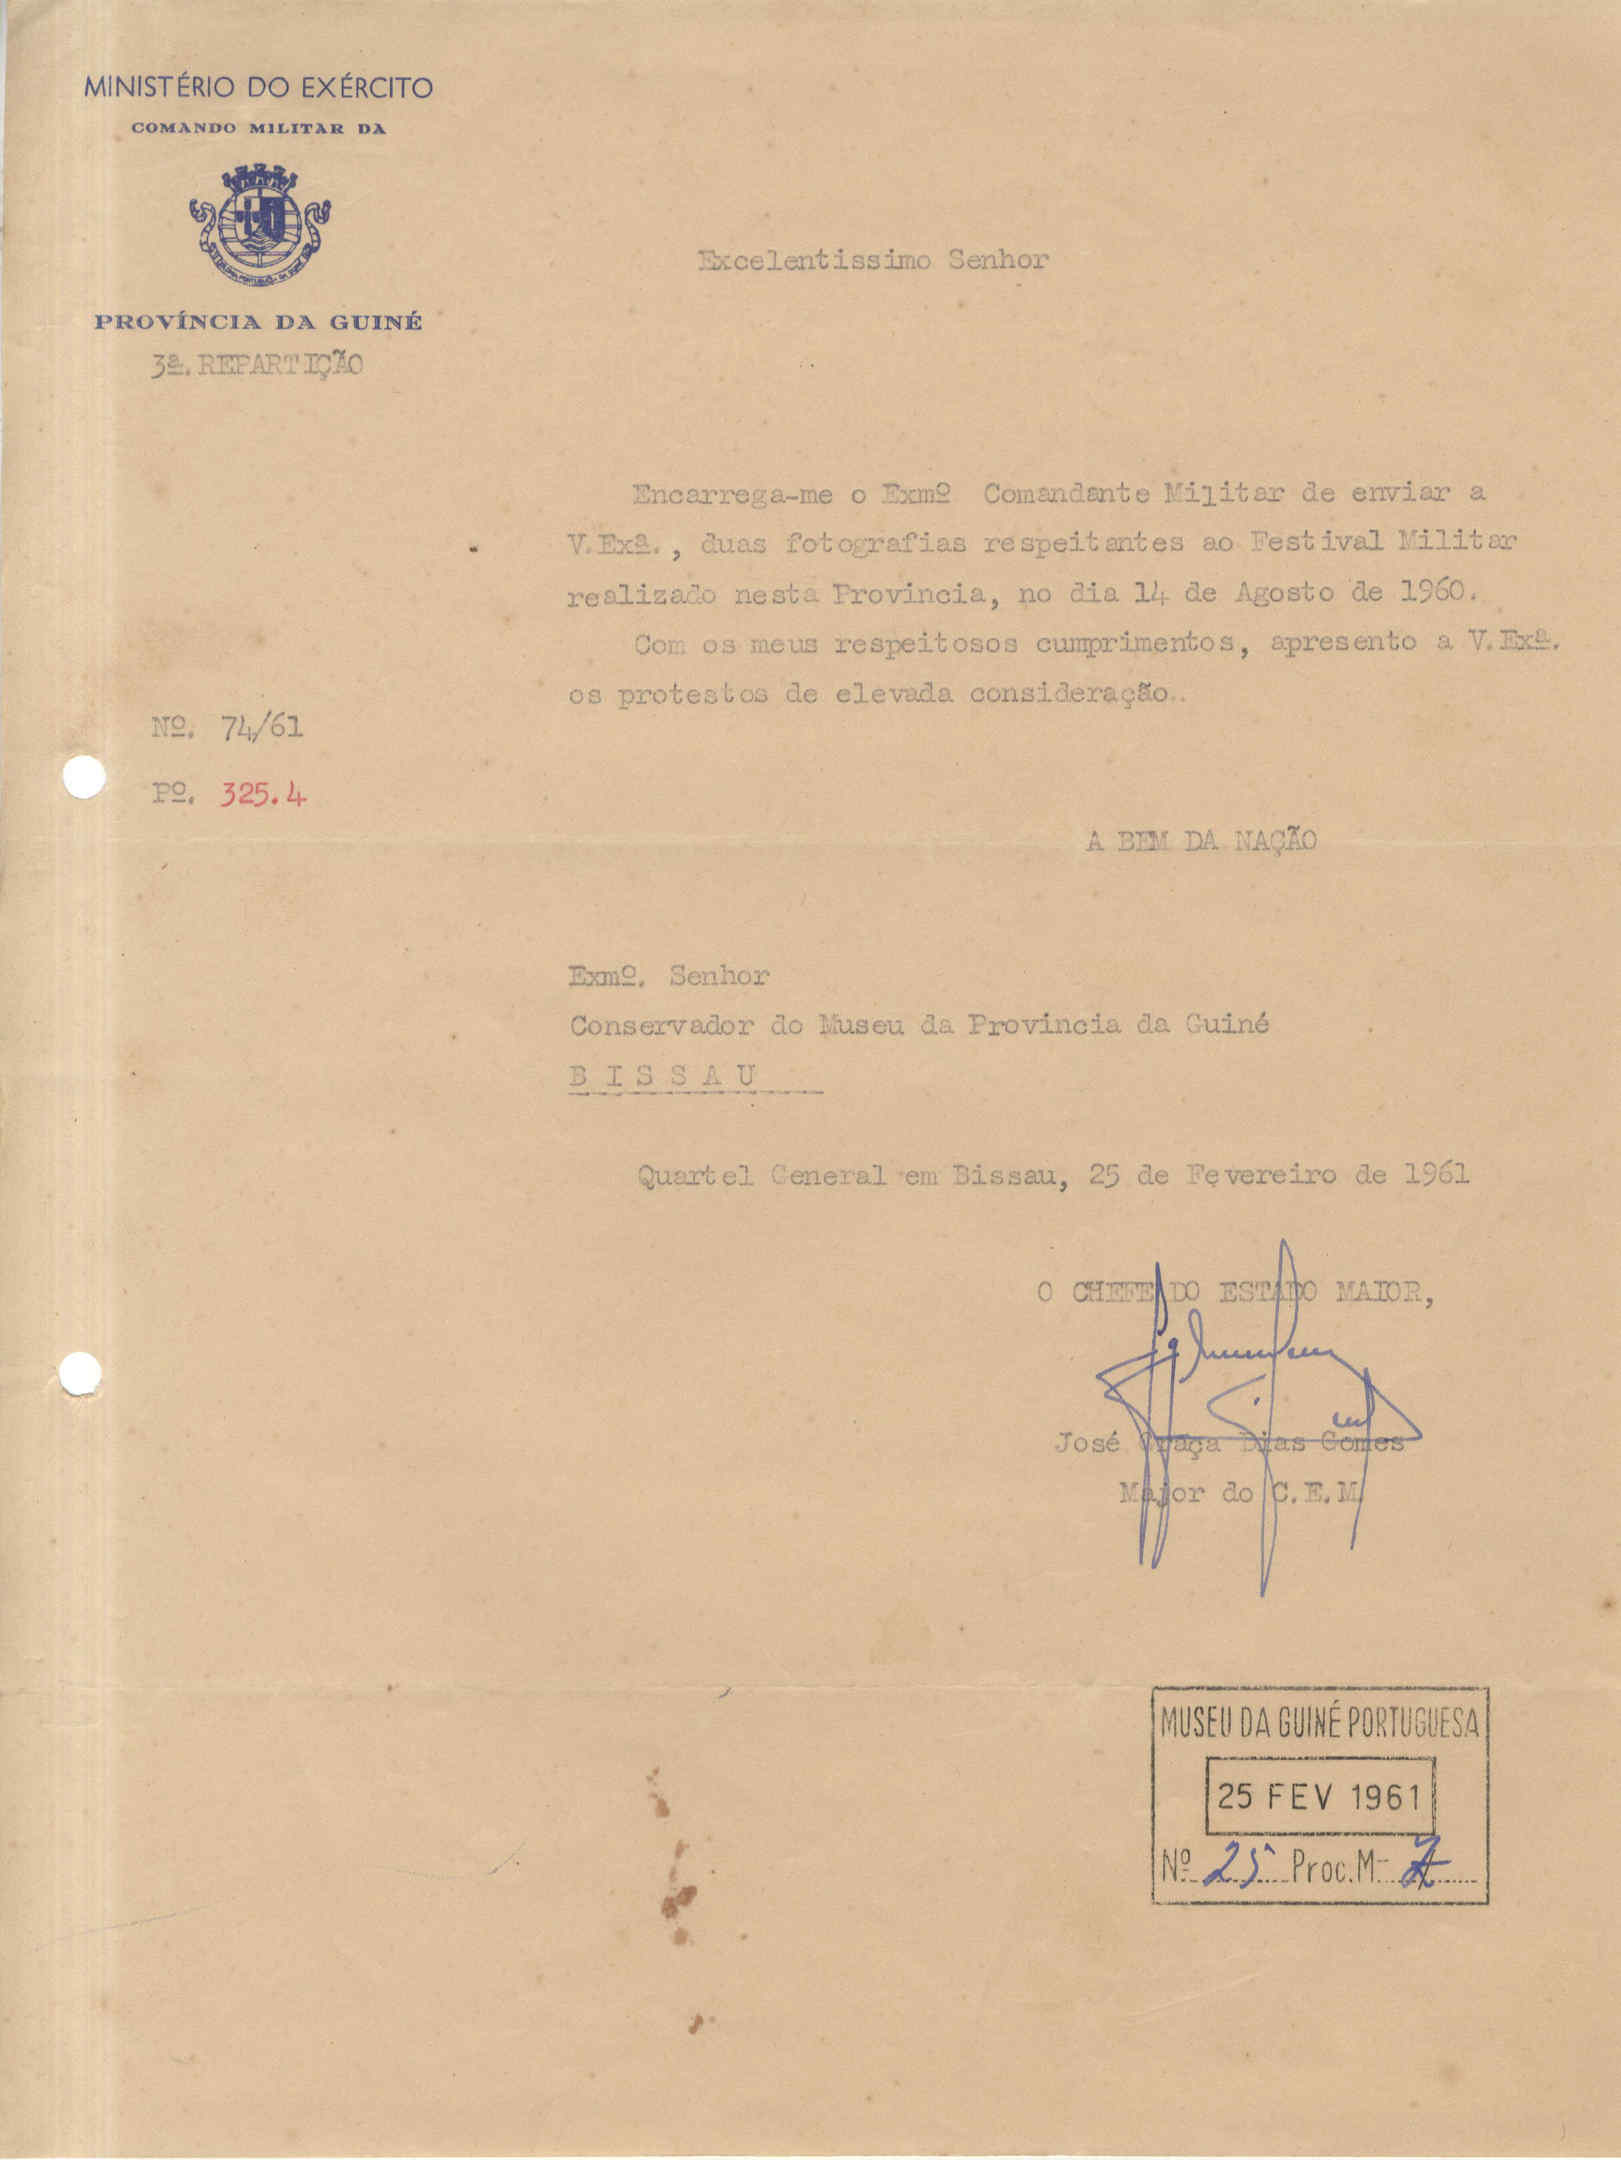 MINISTÉRIO DO EXÉRCITO
COMANDO MILITAR DA
PROVÍNCIA DA GUINÉ
3ª. REPARTIÇÃO
Excelentissimo Senhor
Encarrega-me o Exmº Comandante Militar de enviar a
V.Exª., duas fotografias respeitantes ao Festival Militar
realizado nesta Provincia, no dia 14 de Agosto de 1960.
Com os meus respeitosos cumprimentos, apresento a V.Exª.
os protestos de elevada consideração..
Nº. 74/61
Pº. 325.4
A BEM DA NAÇÃO
Exmº. Senhor
Conservador do Museu da Provincia da Guiné
B I S S A U
Quartel General em Bissau, 25 de Fevereiro de 1961
O CHEFE DO ESTADO MAIOR,
José Graça Dias Gomes
Major do C.E.M.
MUSEU DA GUINÉ PORTUGUESA
25 FEV 1961
Nº 25 Proc.M- 7